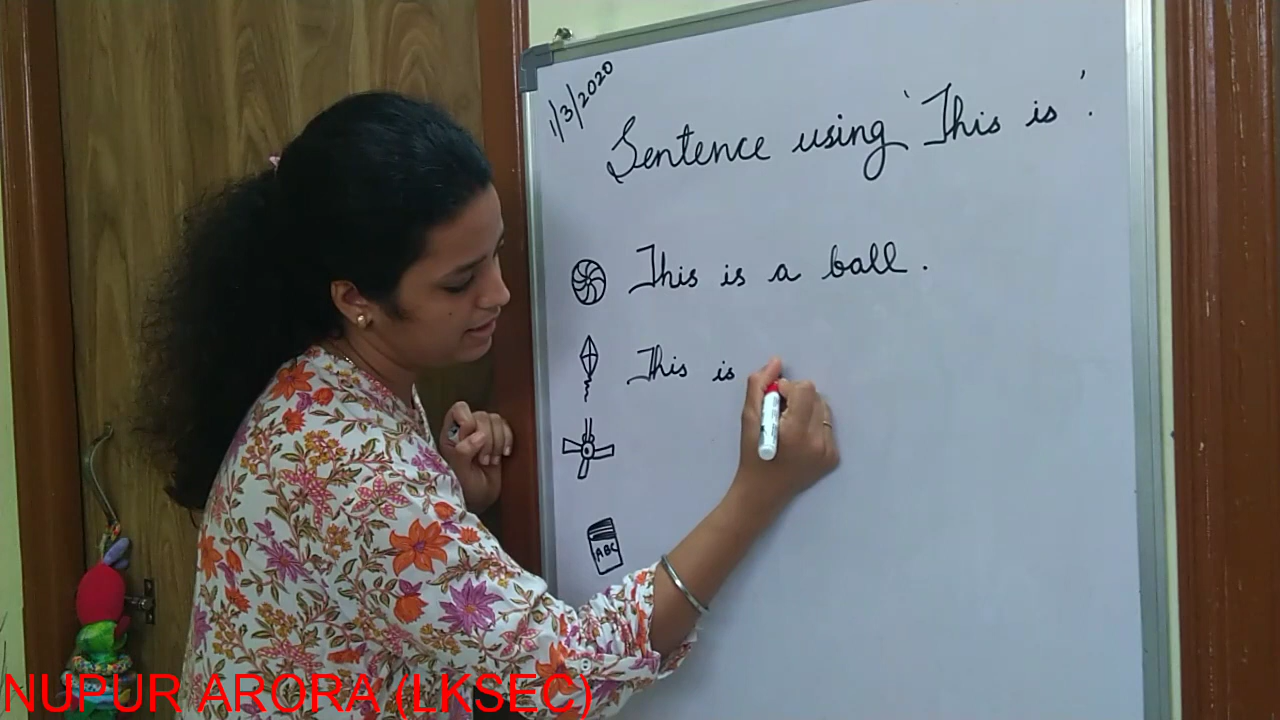 1/3/2020
Sentence using 'This is'.
This is a ball.
This is
ABC
NUPUR ARORA (LKSEC)